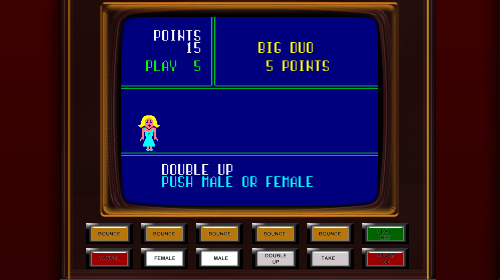 POINTS
15
PLAY 5
BIG DUO
5 POINTS
DOUBLE UP
PUSH MALE OR FEMALE
BOUNCE BOUNCE BOUNCE BOUNCE BOUNCE
FEMALE MALE DOUBLE UP TAKE